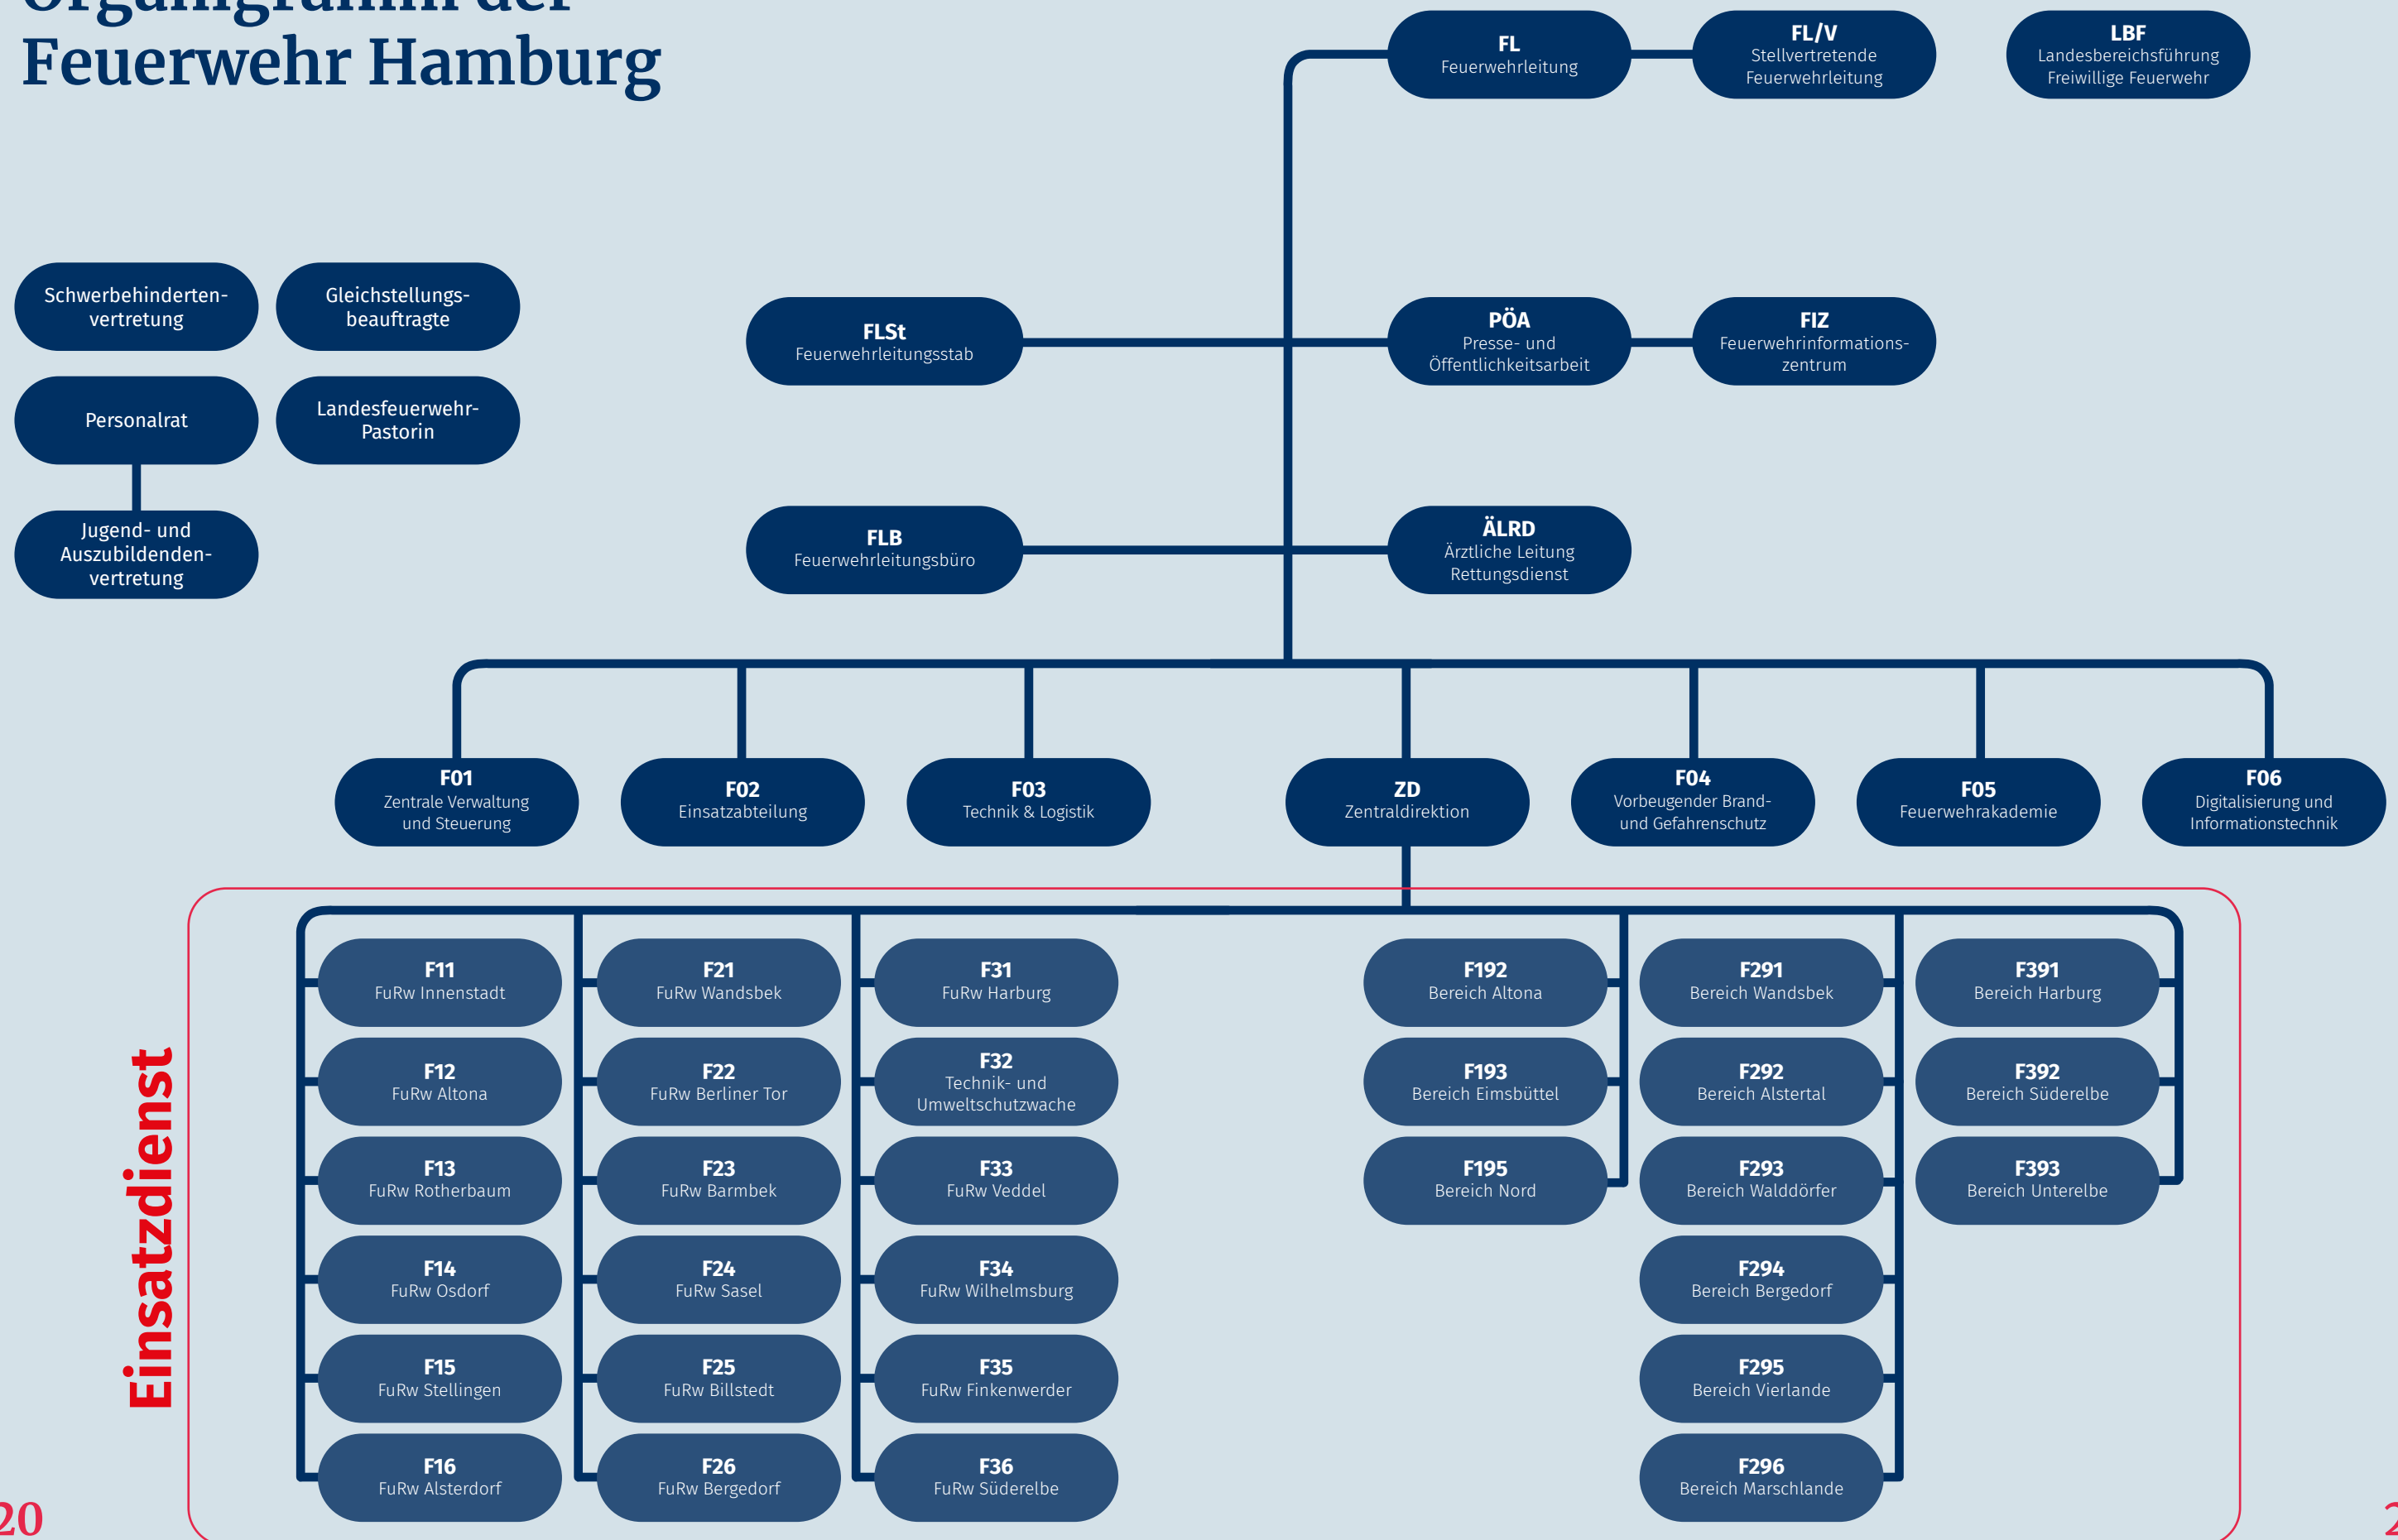 Organigramm der
Feuerwehr Hamburg
FL
Feuerwehrleitung
FL/V
Stellvertretende
Feuerwehrleitung
LBF
Landesbereichsführung
Freiwillige Feuerwehr
Schwerbehinderten-
vertretung
Gleichstellungs-
beauftragte
Personalrat
Landesfeuerwehr-
Pastorin
Jugend- und
Auszubildenden-
vertretung
FLSt
Feuerwehrleitungsstab
PÖA
Presse- und
Öffentlichkeitsarbeit
FIZ
Feuerwehrinformations-
zentrum
FLB
Feuerwehrleitungsbüro
ÄLRD
Ärztliche Leitung
Rettungsdienst
F01
Zentrale Verwaltung
und Steuerung
F02
Einsatzabteilung
F03
Technik & Logistik
ZD
Zentraldirektion
F04
Vorbeugender Brand-
und Gefahrenschutz
F05
Feuerwehrakademie
F06
Digitalisierung und
Informationstechnik
Einsatzdienst
F11
FuRw Innenstadt
F12
FuRw Altona
F13
FuRw Rotherbaum
F14
FuRw Osdorf
F15
FuRw Stellingen
F16
FuRw Alsterdorf
F21
FuRw Wandsbek
F22
FuRw Berliner Tor
F23
FuRw Barmbek
F24
FuRw Sasel
F25
FuRw Billstedt
F26
FuRw Bergedorf
F31
FuRw Harburg
F32
Technik- und
Umweltschutzwache
F33
FuRw Veddel
F34
FuRw Wilhelmsburg
F35
FuRw Finkenwerder
F36
FuRw Süderelbe
F192
Bereich Altona
F193
Bereich Eimsbüttel
F195
Bereich Nord
F291
Bereich Wandsbek
F292
Bereich Alstertal
F293
Bereich Walddörfer
F294
Bereich Bergedorf
F295
Bereich Vierlande
F296
Bereich Marschlande
F391
Bereich Harburg
F392
Bereich Süderelbe
F393
Bereich Unterelbe
20